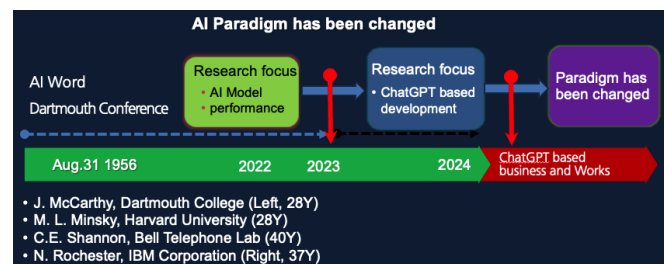 AI Paradigm has been changed
AI Word
Dartmouth Conference
Research focus
• AI Model
• performance
Research focus
• ChatGPT based
development
Paradigm has
been changed
Aug.31 1956
2022
2023
2024
ChatGPT based
business and Works
• J. McCarthy, Dartmouth College (Left, 28Y)
• M. L. Minsky, Harvard University (28Y)
• C.E. Shannon, Bell Telephone Lab (40Y)
• N. Rochester, IBM Corporation (Right, 37Y)